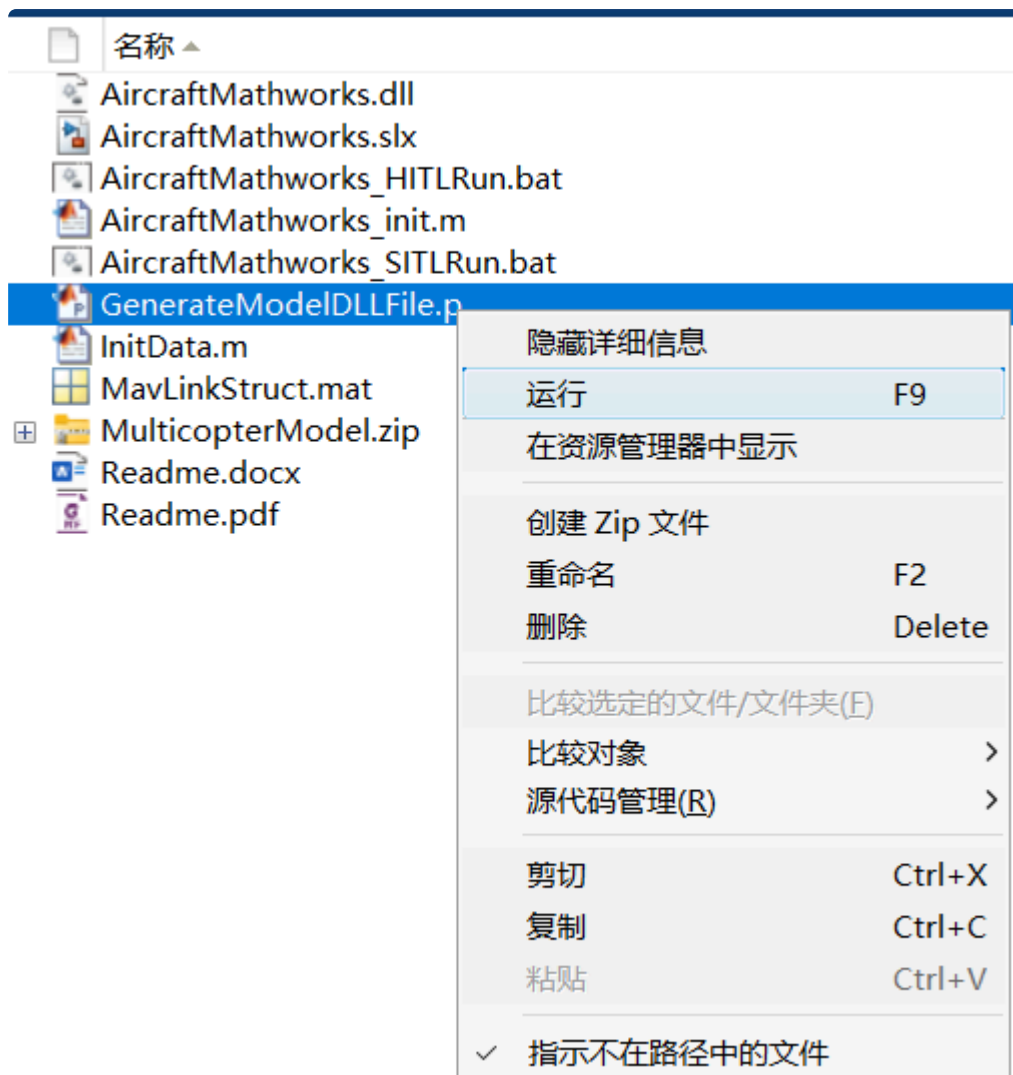 名称
AircraftMathworks.dll
AircraftMathworks.slx
AircraftMathworks_HITLRun.bat
AircraftMathworks_init.m
AircraftMathworks_SITLRun.bat
GenerateModelDLLFile.p
InitData.m
MavLinkStruct.mat
MulticopterModel.zip
Readme.docx
Readme.pdf
隐藏详细信息
运行 F9
在资源管理器中显示
创建 Zip 文件
重命名 F2
删除 Delete
比较选定的文件/文件夹(F)
比较对象
源代码管理(R)
剪切 Ctrl+X
复制 Ctrl+C
粘贴 Ctrl+V
指示不在路径中的文件